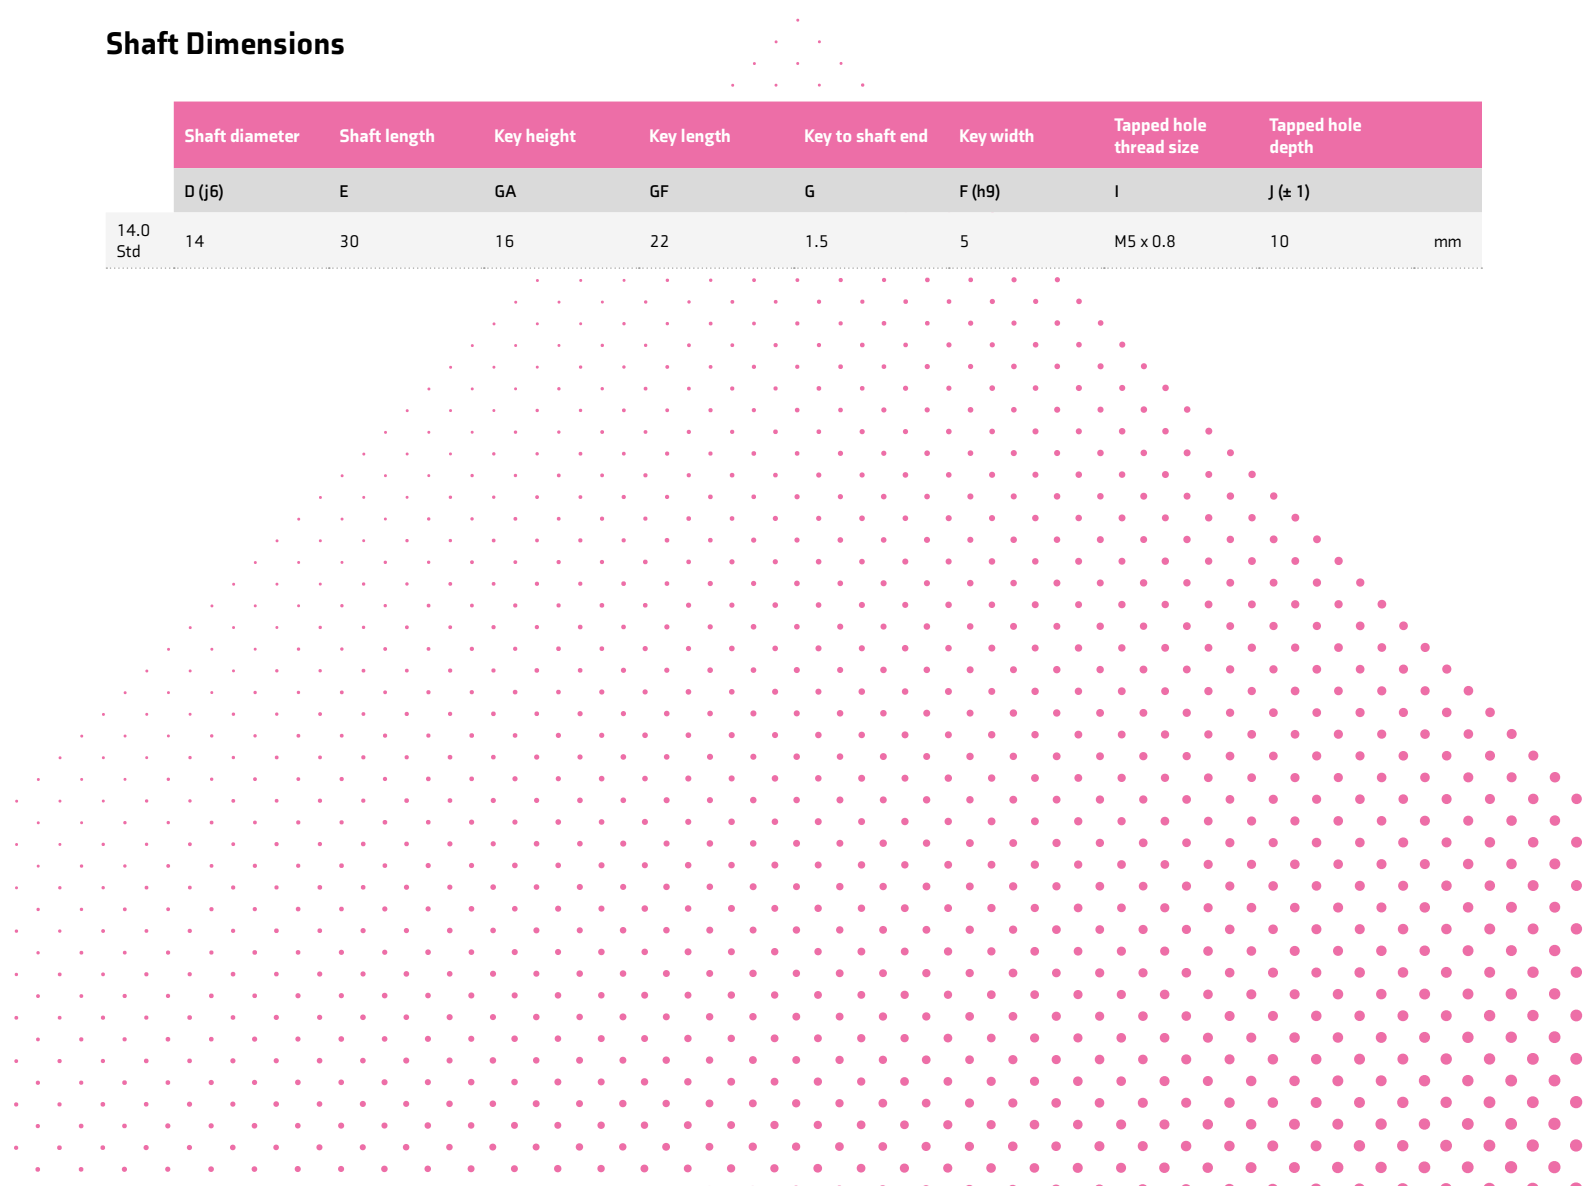 Shaft Dimensions
Shaft diameter Shaft length Key height Key length Key to shaft end Key width Tapped hole thread size Tapped hole depth
D (j6) E GA GF G F (h9) I J (± 1)
14.0 Std 14 30 16 22 1.5 5 M5 x 0.8 10 mm